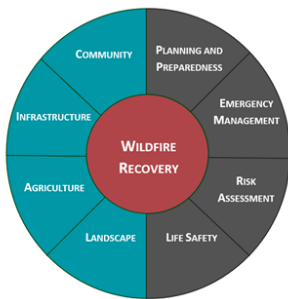 COMMUNITY
PLANNING AND
PREPAREDNESS
INFRASTRUCTURE
EMERGENCY
MANAGEMENT
WILDFIRE
RECOVERY
AGRICULTURE
RISK
ASSESSMENT
LANDSCAPE
LIFE SAFETY